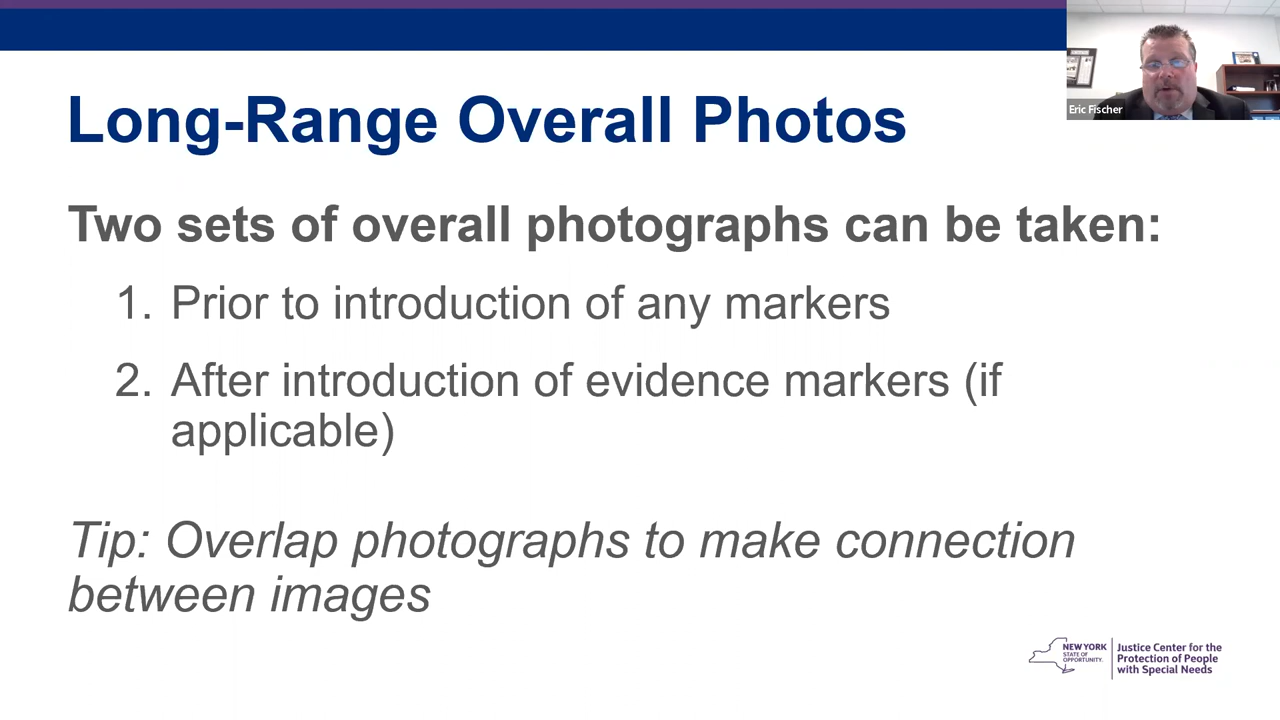 Long-Range Overall Photos
Eric Fischer
Two sets of overall photographs can be taken:
1. Prior to introduction of any markers
2. After introduction of evidence markers (if
applicable)
Tip: Overlap photographs to make connection
between images
NEW YORK
STATE OF
OPPORTUNITY.
Justice Center for the
Protection of People
with Special Needs